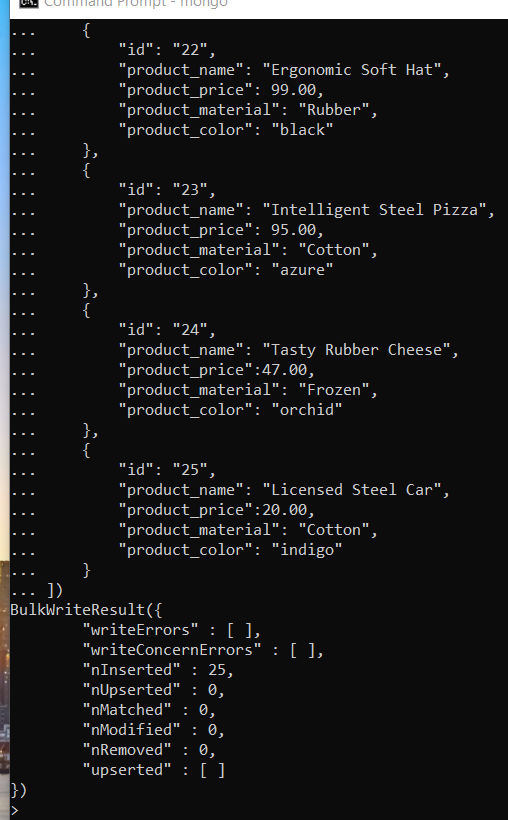 Command Prompt - mongo
...     {
...         "id": "22",
...         "product_name": "Ergonomic Soft Hat",
...         "product_price": 99.00,
...         "product_material": "Rubber",
...         "product_color": "black"
...     },
...     {
...         "id": "23",
...         "product_name": "Intelligent Steel Pizza",
...         "product_price": 95.00,
...         "product_material": "Cotton",
...         "product_color": "azure"
...     },
...     {
...         "id": "24",
...         "product_name": "Tasty Rubber Cheese",
...         "product_price":47.00,
...         "product_material": "Frozen",
...         "product_color": "orchid"
...     },
...     {
...         "id": "25",
...         "product_name": "Licensed Steel Car",
...         "product_price":20.00,
...         "product_material": "Cotton",
...         "product_color": "indigo"
...     }
... ])
BulkWriteResult({
        "writeErrors" : [ ],
        "writeConcernErrors" : [ ],
        "nInserted" : 25,
        "nUpserted" : 0,
        "nMatched" : 0,
        "nModified" : 0,
        "nRemoved" : 0,
        "upserted" : [ ]
})
>